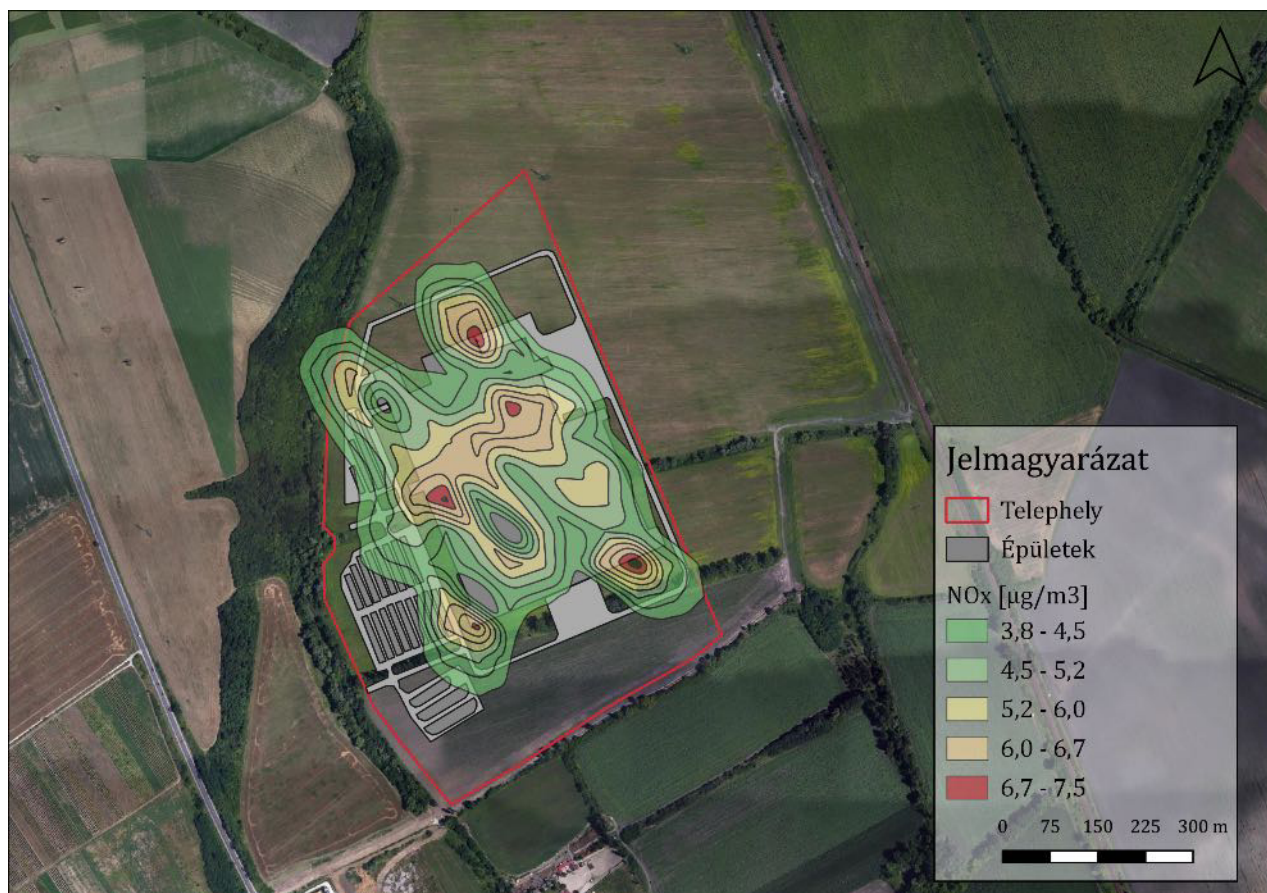 Jelmagyarázat
Telephely
Épületek
NOx [µg/m3]
3,8 - 4,5
4,5 - 5,2
5,2 - 6,0
6,0 - 6,7
6,7 - 7,5
0 75 150 225 300 m